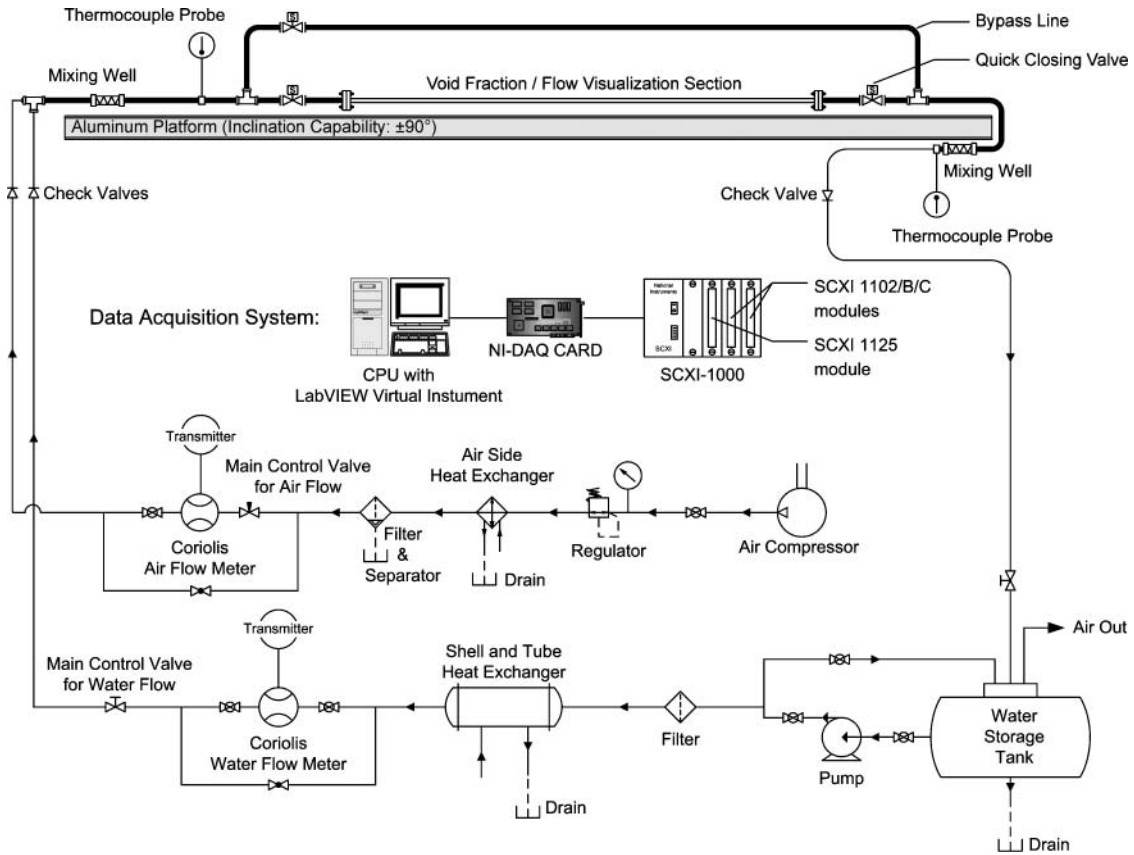 Thermocouple Probe
S
Bypass Line
Quick Closing Valve
Mixing Well
S
Void Fraction / Flow Visualization Section
S
Aluminum Platform (Inclination Capability: ±90°)
Mixing Well
Check Valves
Check Valve
Thermocouple Probe
Data Acquisition System:
National
Instruments
SCXI
SCXI 1102/B/C
modules
SCXI 1125
module
NI-DAQ CARD
SCXI-1000
CPU with
LabVIEW Virtual Instument
Transmitter
Main Control Valve
for Air Flow
Air Side
Heat Exchanger
Coriolis
Air Flow Meter
Filter
&
Separator
Drain
Regulator
Air Compressor
Transmitter
Main Control Valve
for Water Flow
Shell and Tube
Heat Exchanger
Air Out
Coriolis
Water Flow Meter
Filter
Pump
Water
Storage
Tank
Drain
Drain